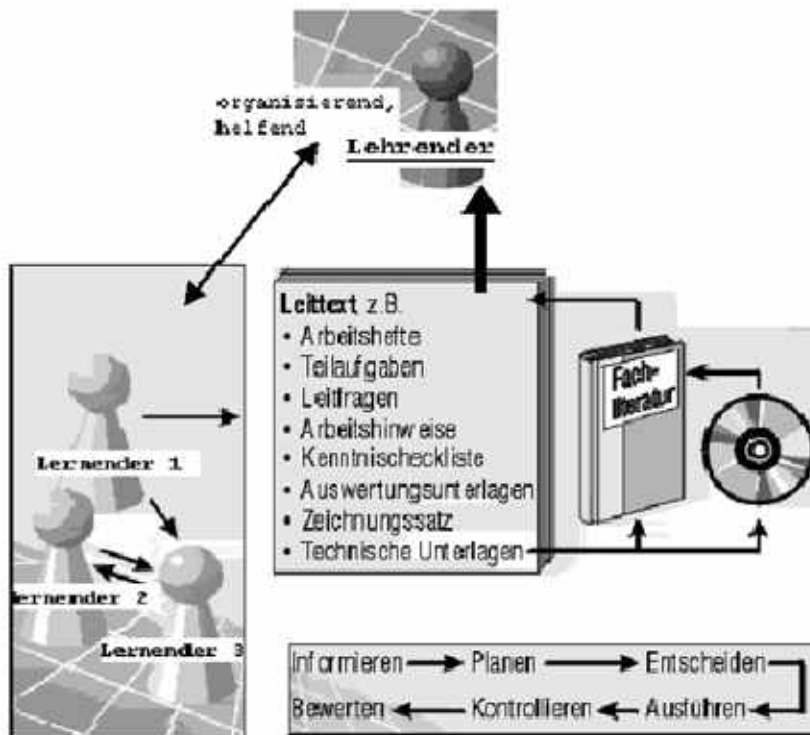 organisierend,
helfend
Lehrender
Leittext, z.B.
• Arbeitshefte
• Teilaufgaben
• Leitfragen
• Arbeitshinweise
• Kenntnischeckliste
• Auswertungsunterlagen
• Zeichnungssatz
• Technische Unterlagen
Fach-
literatur
Lernender 1
Lernender 2
Lernender 3
Informieren Planen Entscheiden
Bewerten Kontrollieren Ausführen